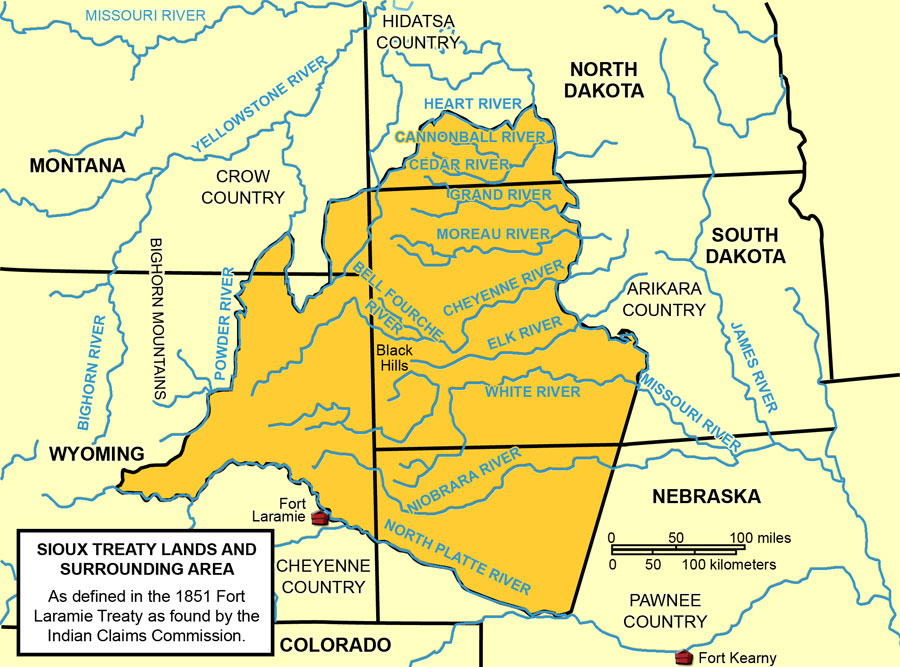 MISSOURI RIVER
HIDATSA
COUNTRY
NORTH
DAKOTA
YELLOWSTONE RIVER
HEART RIVER
CANNONBALL RIVER
CEDAR RIVER
MONTANA
CROW
COUNTRY
GRAND RIVER
MOREAU RIVER
SOUTH
DAKOTA
BIGHORN MOUNTAINS
POWDER RIVER
BELL FOURCHE
RIVER
CHEYENNE RIVER
ARIKARA
COUNTRY
BIGHORN RIVER
ELK RIVER
JAMES RIVER
Black
Hills
WHITE RIVER
MISSOURI RIVER
WYOMING
NIOBRARA RIVER
NEBRASKA
Fort
Laramie
NORTH PLATTE RIVER
0 50 100 miles
0 50 100 kilometers
SIOUX TREATY LANDS AND
SURROUNDING AREA
As defined in the 1851 Fort
Laramie Treaty as found by the
Indian Claims Commission.
CHEYENNE
COUNTRY
PAWNEE
COUNTRY
COLORADO
Fort Kearny